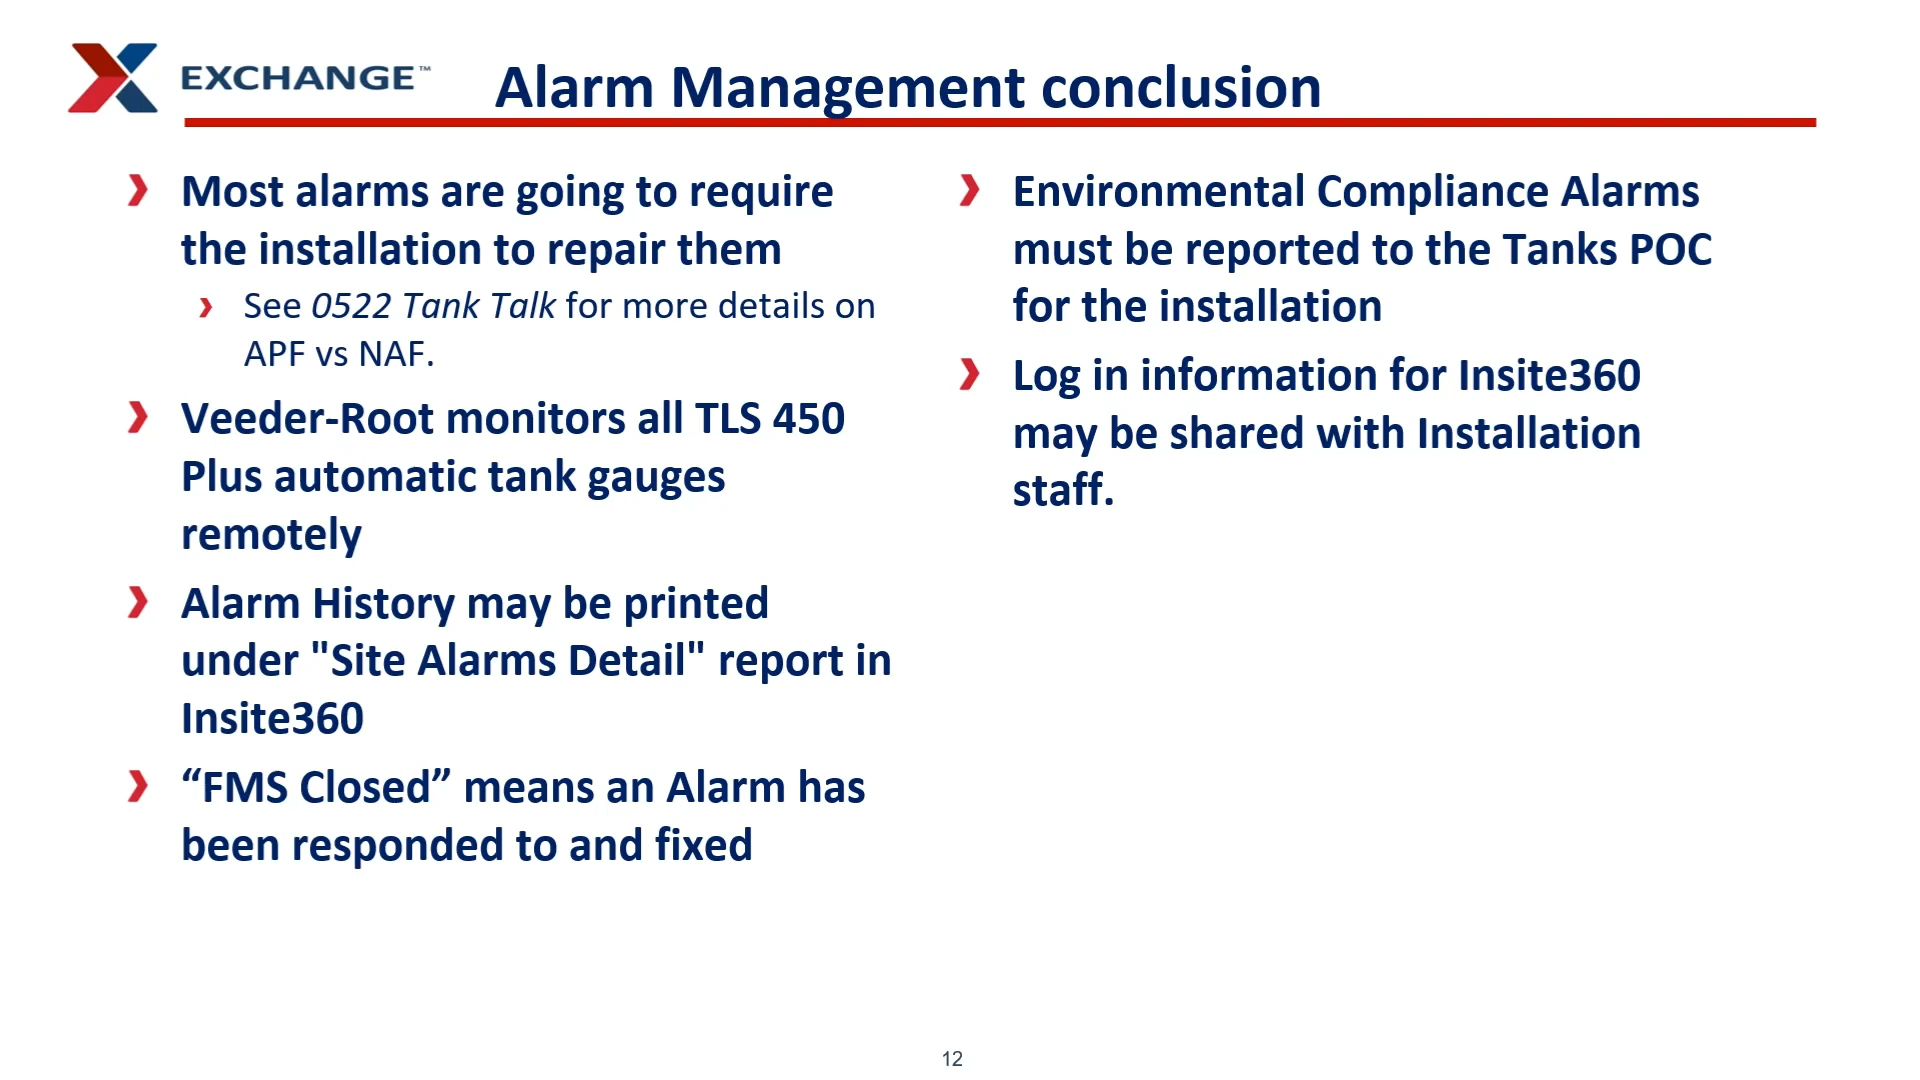 EXCHANGE™
Alarm Management conclusion
Most alarms are going to require
the installation to repair them
See 0522 Tank Talk for more details on
APF vs NAF.
Veeder-Root monitors all TLS 450
Plus automatic tank gauges
remotely
Alarm History may be printed
under "Site Alarms Detail" report in
Insite360
“FMS Closed” means an Alarm has
been responded to and fixed
Environmental Compliance Alarms
must be reported to the Tanks POC
for the installation
Log in information for Insite360
may be shared with Installation
staff.
12